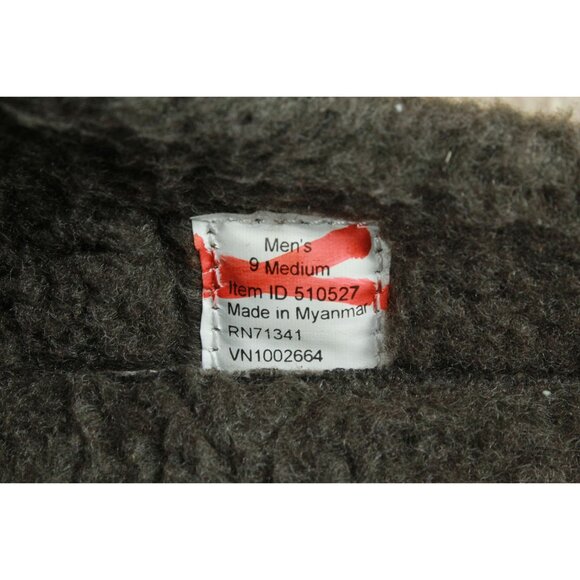 Men's
9 Medium
Item ID 510527
Made in Myanmar
RN71341
VN1002664